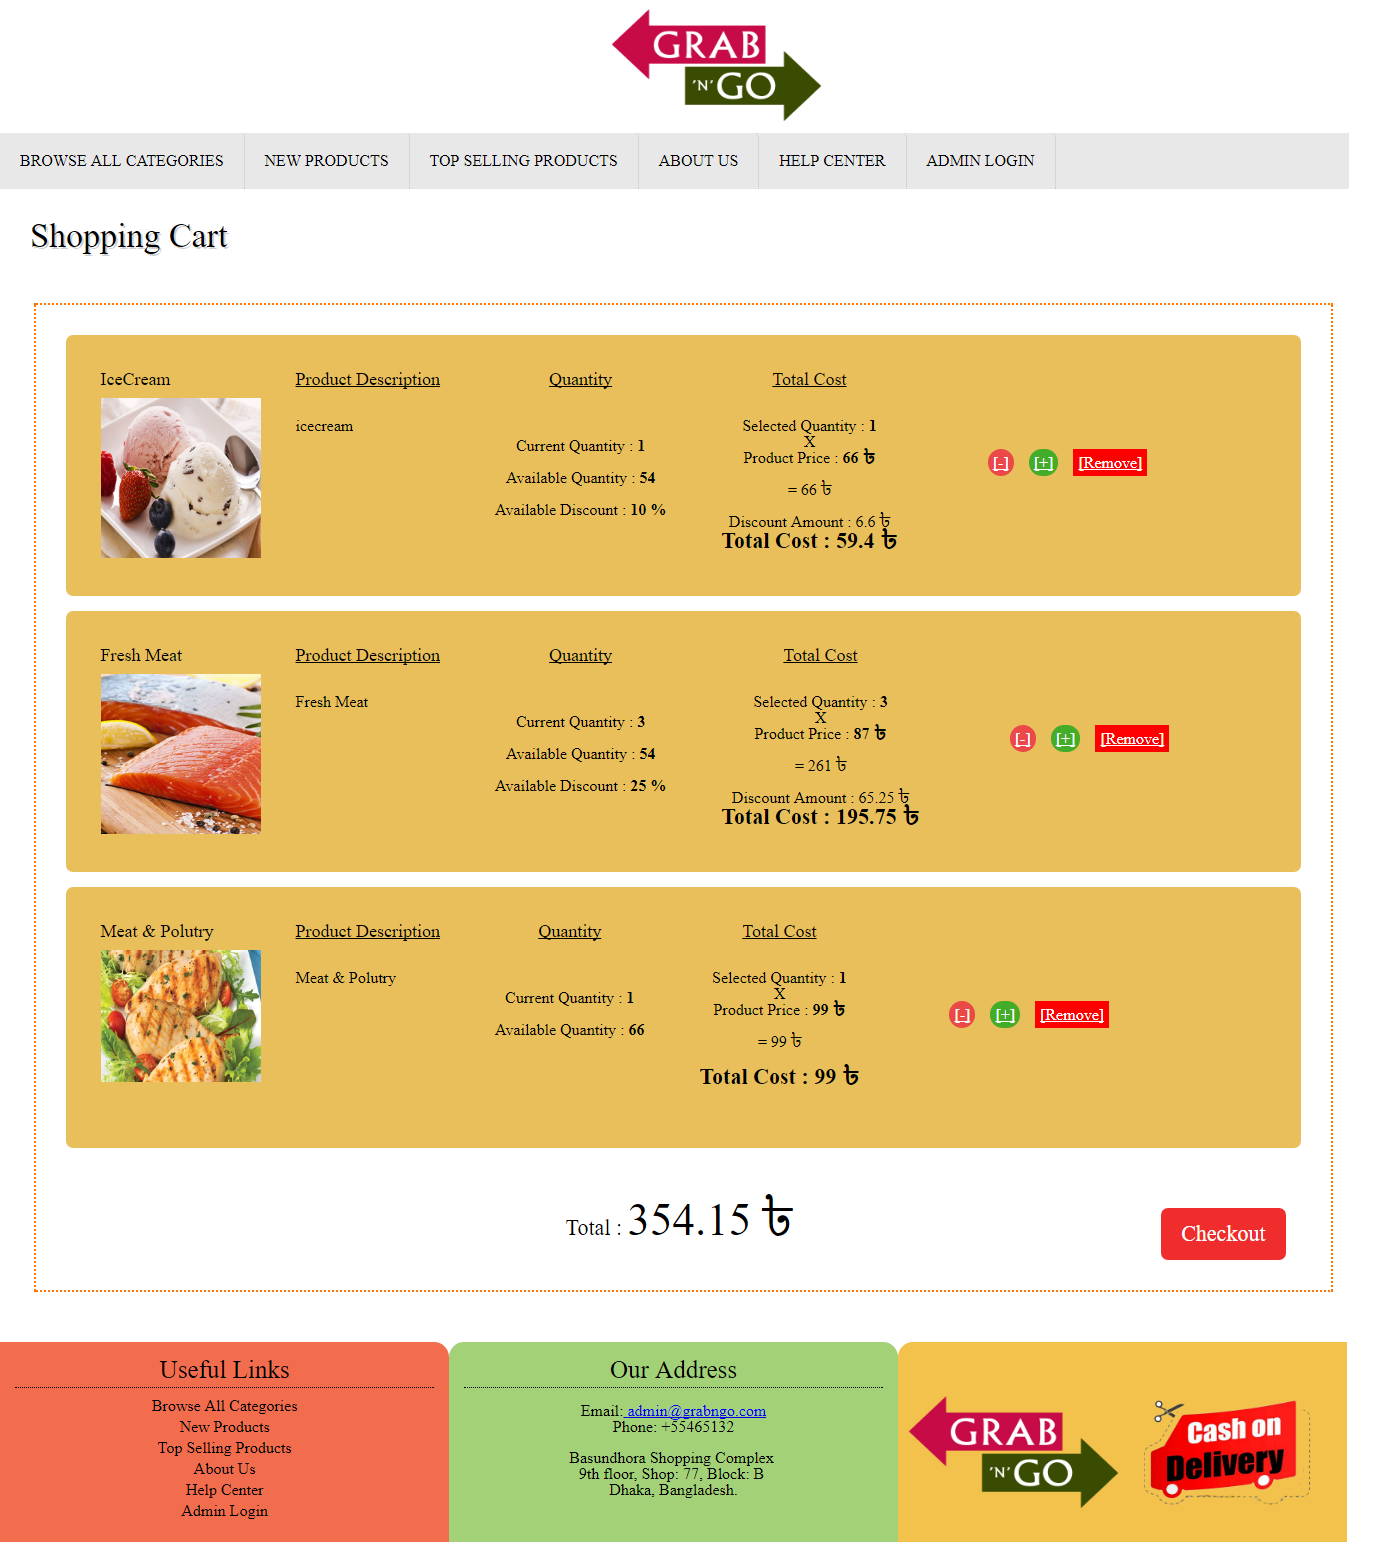 GRAB
'N' GO
BROWSE ALL CATEGORIES NEW PRODUCTS TOP SELLING PRODUCTS ABOUT US HELP CENTER ADMIN LOGIN
Shopping Cart
IceCream Product Description Quantity Total Cost
icecream
Selected Quantity : 1
X
Product Price : 66 ৳
Current Quantity : 1
Available Quantity : 54
Available Discount : 10 %
= 66 ৳
Discount Amount : 6.6 ৳
Total Cost : 59.4 ৳
[-] [+] [Remove]
Fresh Meat Product Description Quantity Total Cost
Fresh Meat
Selected Quantity : 3
X
Product Price : 87 ৳
Current Quantity : 3
Available Quantity : 54
Available Discount : 25 %
= 261 ৳
Discount Amount : 65.25 ৳
Total Cost : 195.75 ৳
[-] [+] [Remove]
Meat & Polutry Product Description Quantity Total Cost
Meat & Polutry
Selected Quantity : 1
X
Product Price : 99 ৳
Current Quantity : 1
Available Quantity : 66
= 99 ৳
Total Cost : 99 ৳
[-] [+] [Remove]
Total : 354.15 ৳
Checkout
Useful Links
Browse All Categories
New Products
Top Selling Products
About Us
Help Center
Admin Login
Our Address
Email: admin@grabngo.com
Phone: +55465132
Basundhora Shopping Complex
9th floor, Shop: 77, Block: B
Dhaka, Bangladesh.
GRAB
'N' GO
Cash on
Delivery